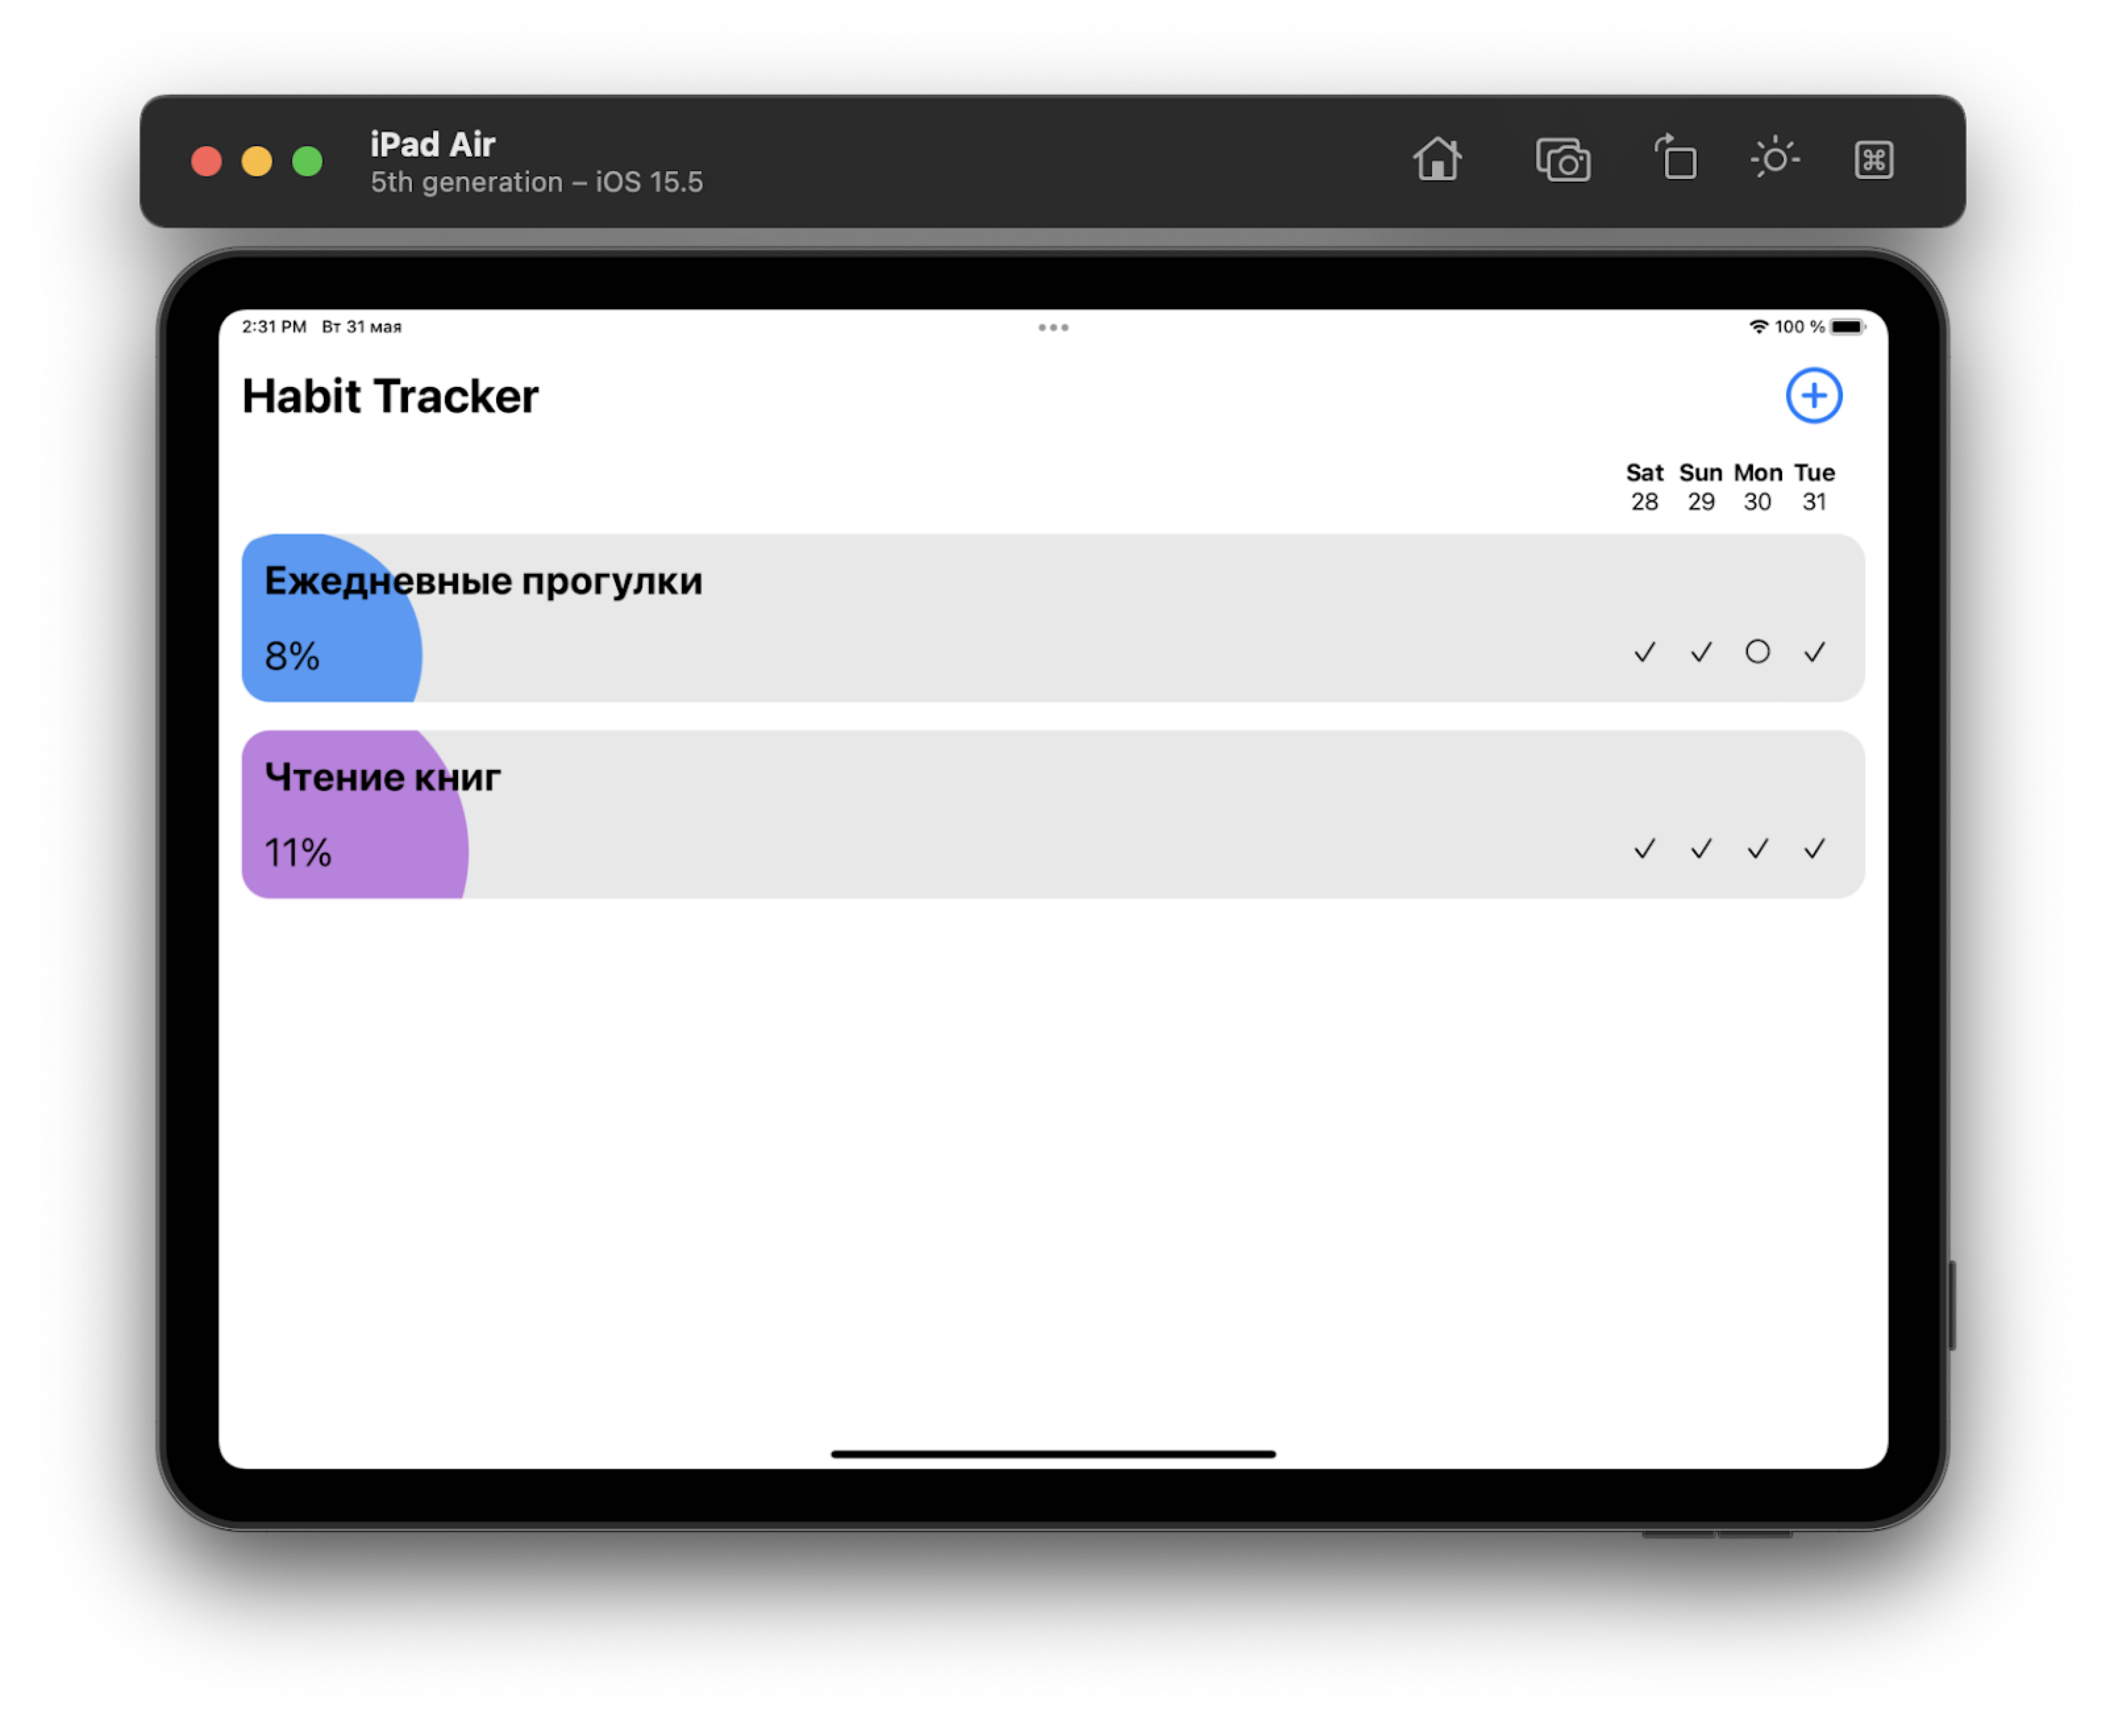 iPad Air
5th generation – iOS 15.5
2:31 PM Вт 31 мая
100 %
Habit Tracker
Sat Sun Mon Tue
28 29 30 31
Ежедневные прогулки
8%
Чтение книг
11%